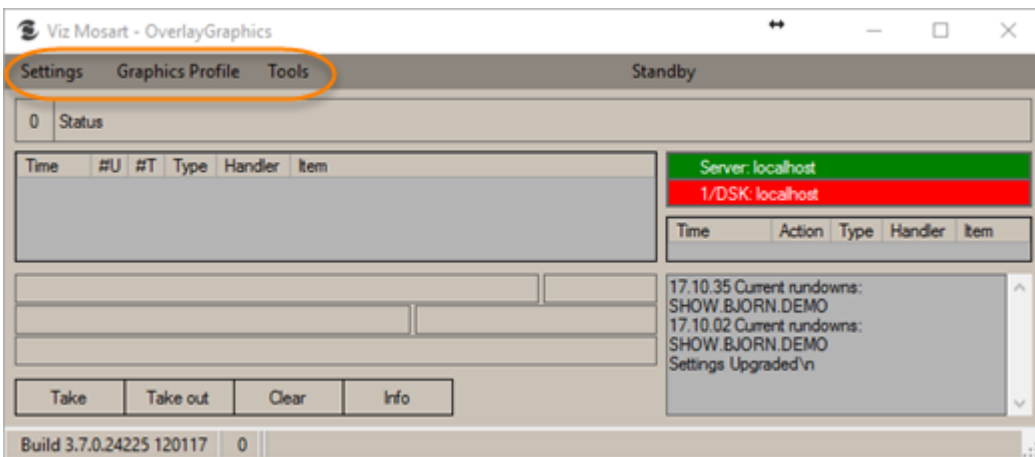 Viz Mosart - OverlayGraphics
Settings Graphics Profile Tools Standby
0 Status
Time #U #T Type Handler Item
Server: localhost
1/DSK: localhost
Time Action Type Handler Item
17.10.35 Current rundowns:
SHOW.BJORN.DEMO
17.10.02 Current rundowns:
SHOW.BJORN.DEMO
Settings Upgraded\n
Take Take out Clear Info
Build 3.7.0.24225 120117 0